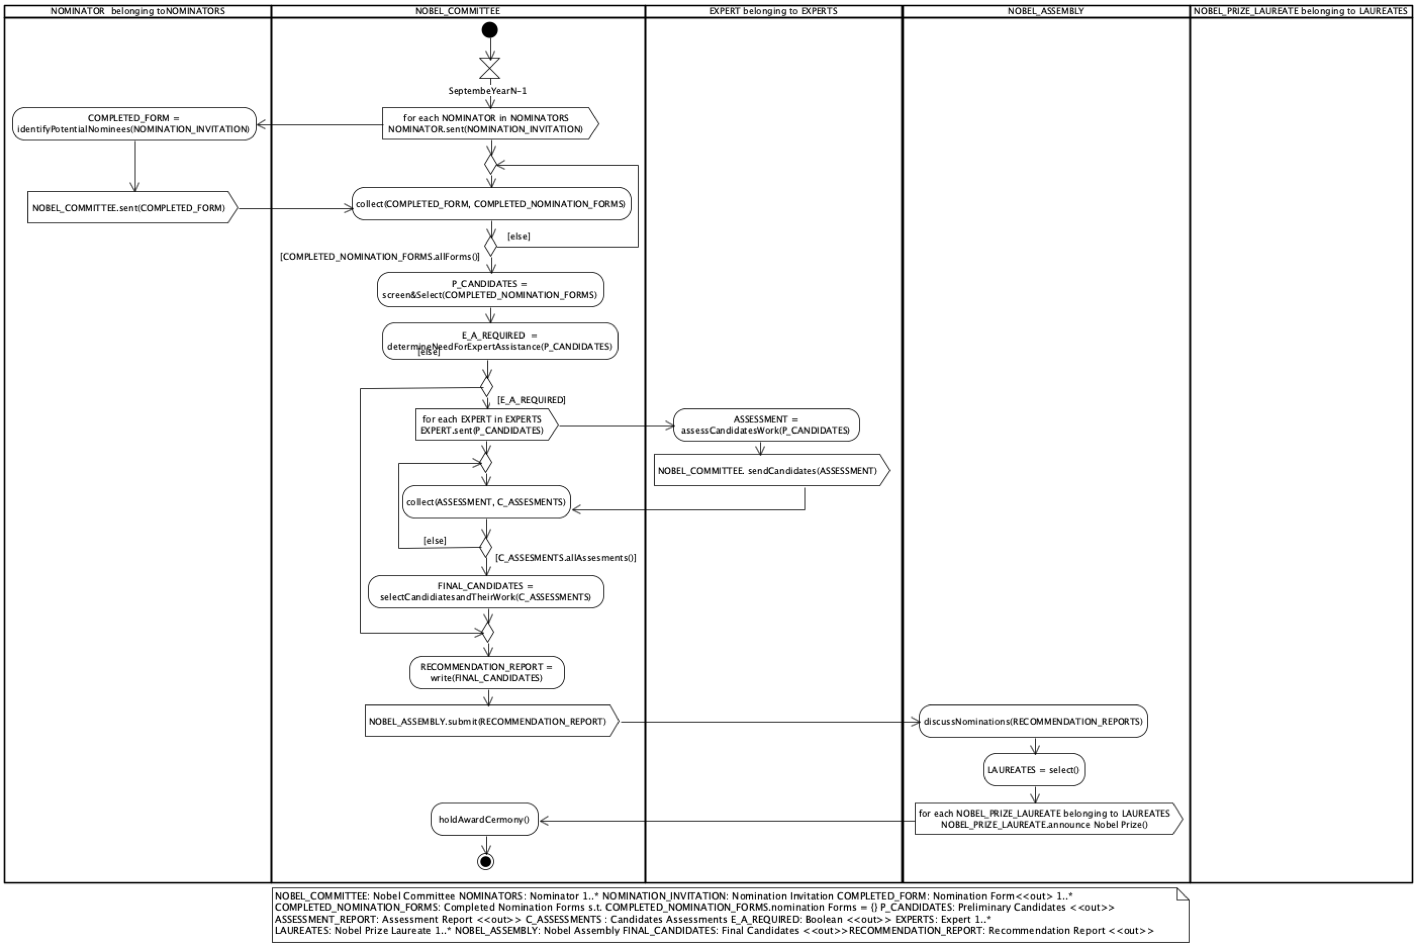 NOMINATOR  belonging toNOMINATORS
NOBEL_COMMITTEE
EXPERT belonging to EXPERTS
NOBEL_ASSEMBLY
NOBEL_PRIZE_LAUREATE belonging to LAUREATES
SeptembeYearN-1
COMPLETED_FORM =
identifyPotentialNominees(NOMINATION_INVITATION)
for each NOMINATOR in NOMINATORS
NOMINATOR.sent(NOMINATION_INVITATION)
NOBEL_COMMITTEE.sent(COMPLETED_FORM)
collect(COMPLETED_FORM, COMPLETED_NOMINATION_FORMS)
[else]
[COMPLETED_NOMINATION_FORMS.allForms()]
P_CANDIDATES =
screen&Select(COMPLETED_NOMINATION_FORMS)
E_A_REQUIRED  =
determineNeedForExpertAssistance(P_CANDIDATES)
[else]
[E_A_REQUIRED]
for each EXPERT in EXPERTS
EXPERT.sent(P_CANDIDATES)
ASSESSMENT =
assessCandidatesWork(P_CANDIDATES)
NOBEL_COMMITTEE. sendCandidates(ASSESSMENT)
collect(ASSESSMENT, C_ASSESMENTS)
[else]
[C_ASSESMENTS.allAssesments()]
FINAL_CANDIDATES =
selectCandidiatesandTheirWork(C_ASSESSMENTS)
RECOMMENDATION_REPORT =
write(FINAL_CANDIDATES)
NOBEL_ASSEMBLY.submit(RECOMMENDATION_REPORT)
discussNominations(RECOMMENDATION_REPORTS)
LAUREATES = select()
for each NOBEL_PRIZE_LAUREATE belonging to LAUREATES
NOBEL_PRIZE_LAUREATE.announce Nobel Prize()
holdAwardCermony()
NOBEL_COMMITTEE: Nobel Committee NOMINATORS: Nominator 1..* NOMINATION_INVITATION: Nomination Invitation COMPLETED_FORM: Nomination Form<<out> 1..*
COMPLETED_NOMINATION_FORMS: Completed Nomination Forms s.t. COMPLETED_NOMINATION_FORMS.nomination Forms = {} P_CANDIDATES: Preliminary Candidates <<out>>
ASSESSMENT_REPORT: Assessment Report <<out>> C_ASSESSMENTS : Candidates Assessments E_A_REQUIRED: Boolean <<out>> EXPERTS: Expert 1..*
LAUREATES: Nobel Prize Laureate 1..* NOBEL_ASSEMBLY: Nobel Assembly FINAL_CANDIDATES: Final Candidates <<out>>RECOMMENDATION_REPORT: Recommendation Report <<out>>